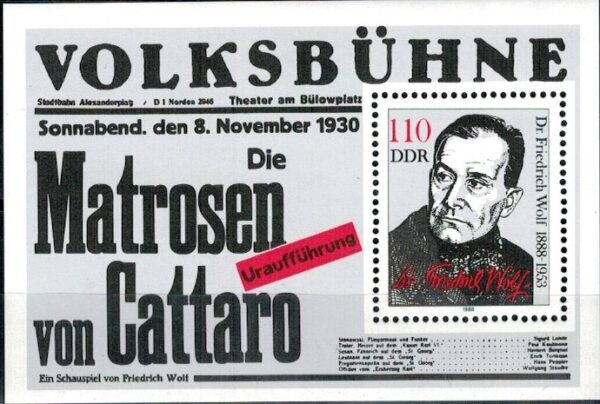 VOLKSBÜHNE
Stadtbahn Alexanderplatz / D 1 Norden 2946 Theater am Bülowplatz
Sonnabend, den 8. November 1930
Die
Matrosen
von Cattaro
Uraufführung
Ein Schauspiel von Friedrich Wolf
110
DDR
Dr. Friedrich Wolf 1888-1953
Dr. Friedrich Wolf
1988